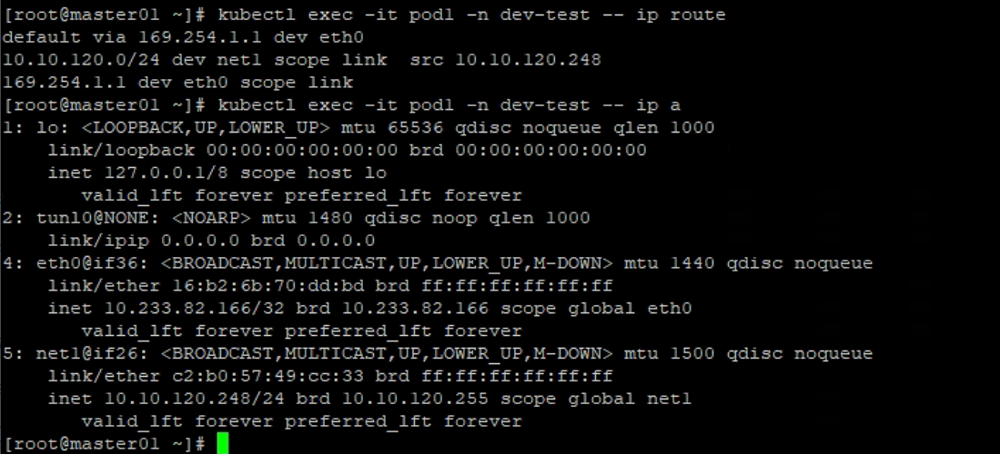 [root@master01 ~]# kubectl exec -it pod1 -n dev-test -- ip route
default via 169.254.1.1 dev eth0
10.10.120.0/24 dev net1 scope link  src 10.10.120.248
169.254.1.1 dev eth0 scope link
[root@master01 ~]# kubectl exec -it pod1 -n dev-test -- ip a
1: lo: <LOOPBACK,UP,LOWER_UP> mtu 65536 qdisc noqueue qlen 1000
    link/loopback 00:00:00:00:00:00 brd 00:00:00:00:00:00
    inet 127.0.0.1/8 scope host lo
       valid_lft forever preferred_lft forever
2: tunl0@NONE: <NOARP> mtu 1480 qdisc noop qlen 1000
    link/ipip 0.0.0.0 brd 0.0.0.0
4: eth0@if36: <BROADCAST,MULTICAST,UP,LOWER_UP,M-DOWN> mtu 1440 qdisc noqueue
    link/ether 16:b2:6b:70:dd:bd brd ff:ff:ff:ff:ff:ff
    inet 10.233.82.166/32 brd 10.233.82.166 scope global eth0
       valid_lft forever preferred_lft forever
5: net1@if26: <BROADCAST,MULTICAST,UP,LOWER_UP,M-DOWN> mtu 1500 qdisc noqueue
    link/ether c2:b0:57:49:cc:33 brd ff:ff:ff:ff:ff:ff
    inet 10.10.120.248/24 brd 10.10.120.255 scope global net1
       valid_lft forever preferred_lft forever
[root@master01 ~]#